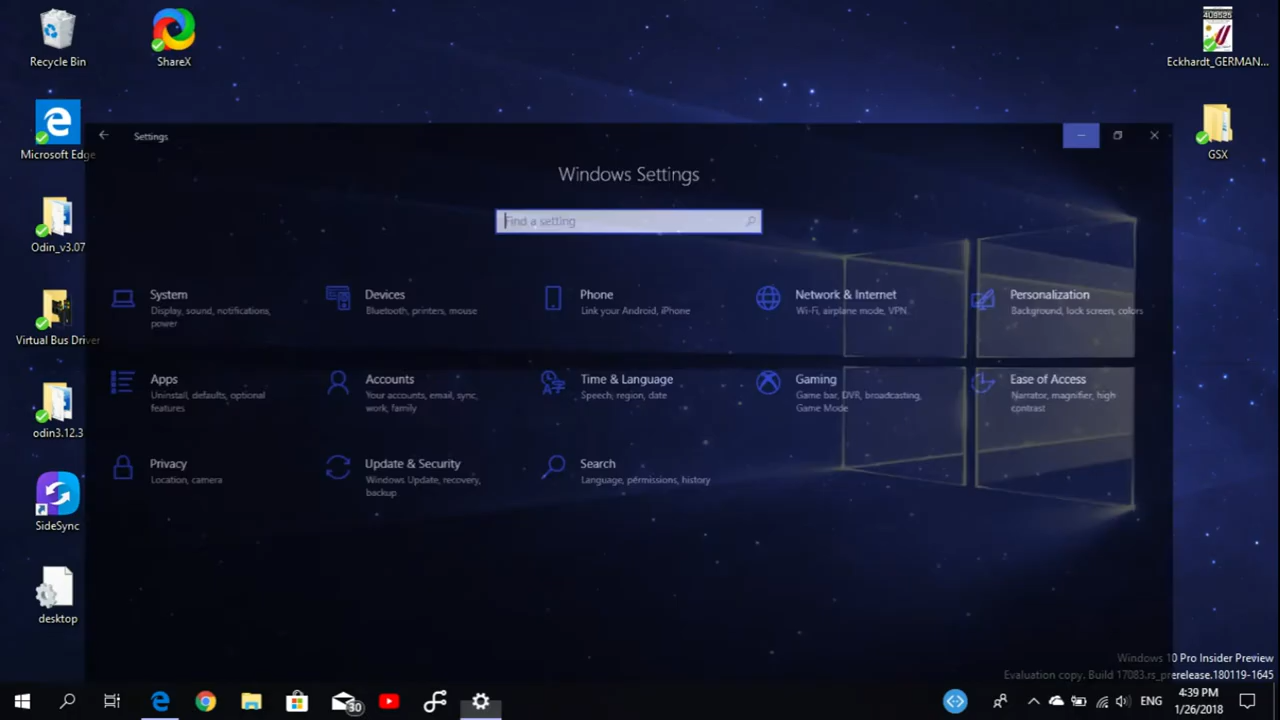 Recycle Bin
ShareX
4U9525
Eckhardt_GERMAN...
Microsoft Edge
GSX
Settings
Windows Settings
Find a setting
Odin_v3.07
System
Display, sound, notifications,
power
Devices
Bluetooth, printers, mouse
Phone
Link your Android, iPhone
Network & Internet
Wi-Fi, airplane mode, VPN
Personalization
Background, lock screen, colors
Virtual Bus Driver
Apps
Uninstall, defaults, optional
features
Accounts
Your accounts, email, sync,
work, family
Time & Language
Speech, region, date
Gaming
Game bar, DVR, broadcasting,
Game Mode
Ease of Access
Narrator, magnifier, high
contrast
odin3.12.3
Privacy
Location, camera
Update & Security
Windows Update, recovery,
backup
Search
Language, permissions, history
SideSync
desktop
Windows 10 Pro Insider Preview
Evaluation copy. Build 17083.rs_prerelease.180119-1645
30
ENG
4:39 PM
1/26/2018